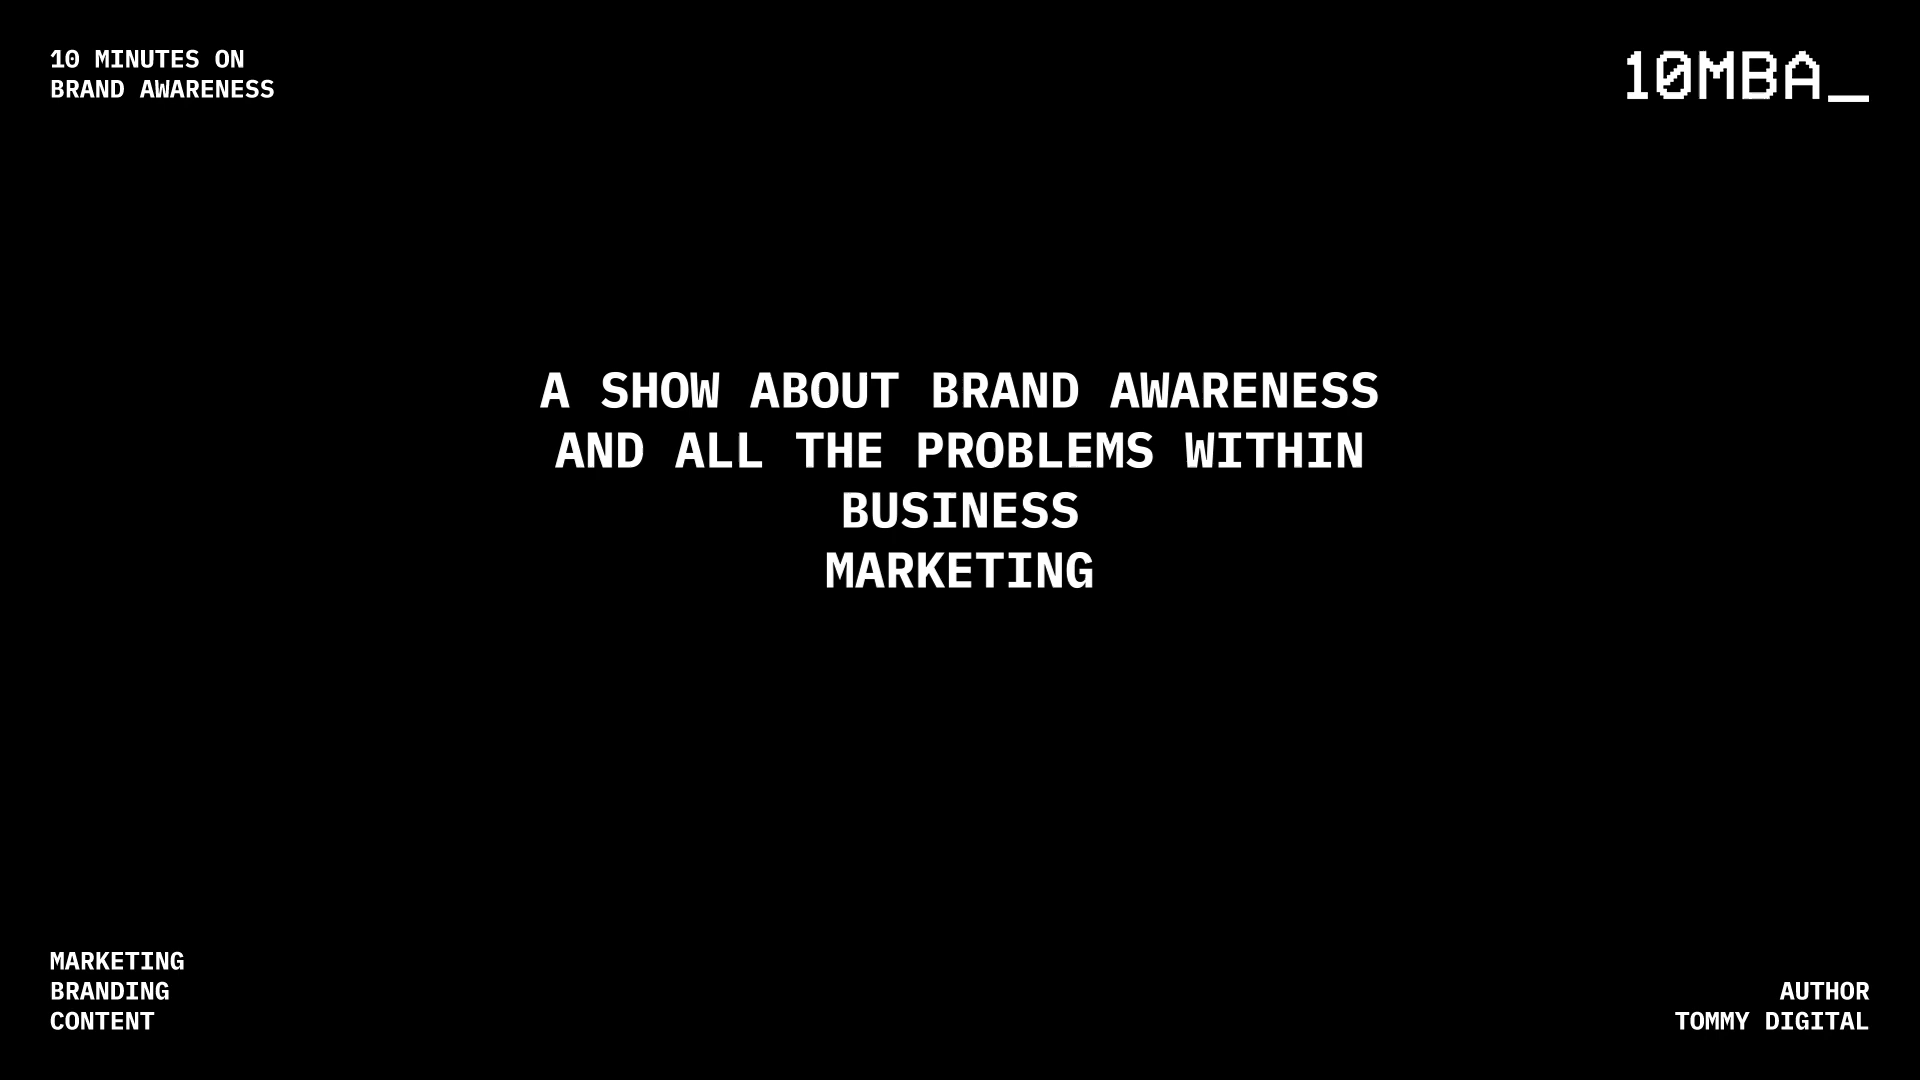 10 MINUTES ON
BRAND AWARENESS
10MBA_
A SHOW ABOUT BRAND AWARENESS
AND ALL THE PROBLEMS WITHIN
BUSINESS
MARKETING
MARKETING
BRANDING
CONTENT
AUTHOR
TOMMY DIGITAL